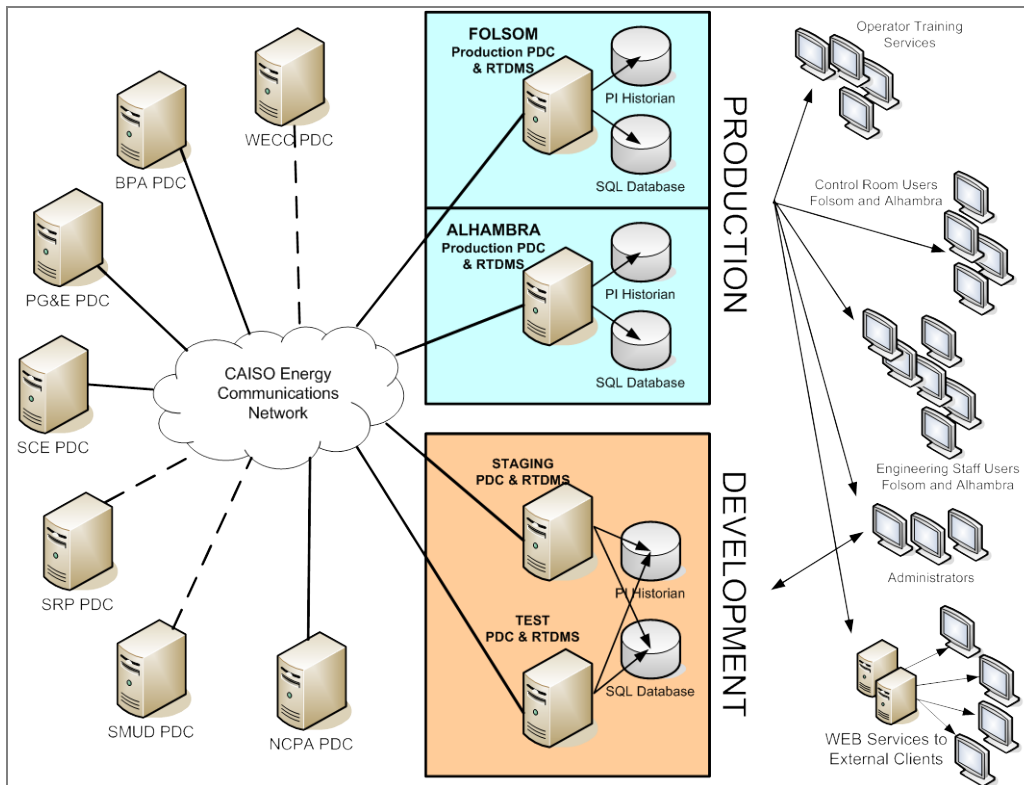 WECC PDC
BPA PDC
PG&E PDC
SCE PDC
SRP PDC
SMUD PDC
NCPA PDC
CAISO Energy
Communications
Network
FOLSOM
Production PDC
& RTDMS
PI Historian
SQL Database
ALHAMBRA
Production PDC
& RTDMS
PI Historian
SQL Database
PRODUCTION
STAGING
PDC & RTDMS
PI Historian
TEST
PDC & RTDMS
SQL Database
DEVELOPMENT
Operator Training
Services
Control Room Users
Folsom and Alhambra
Engineering Staff Users
Folsom and Alhambra
Administrators
WEB Services to
External Clients